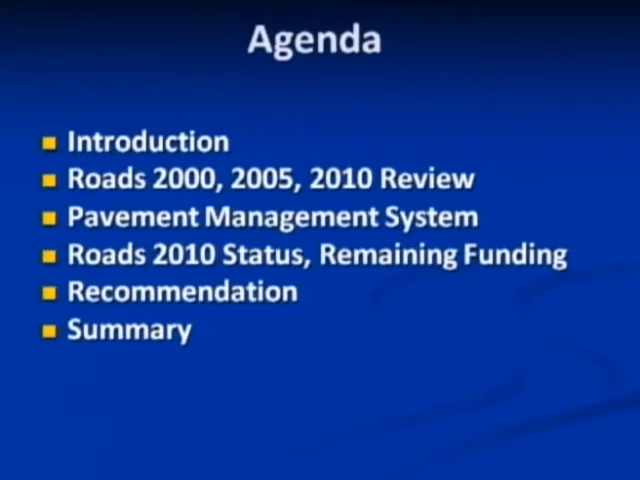 Agenda
Introduction
Roads 2000, 2005, 2010 Review
Pavement Management System
Roads 2010 Status, Remaining Funding
Recommendation
Summary